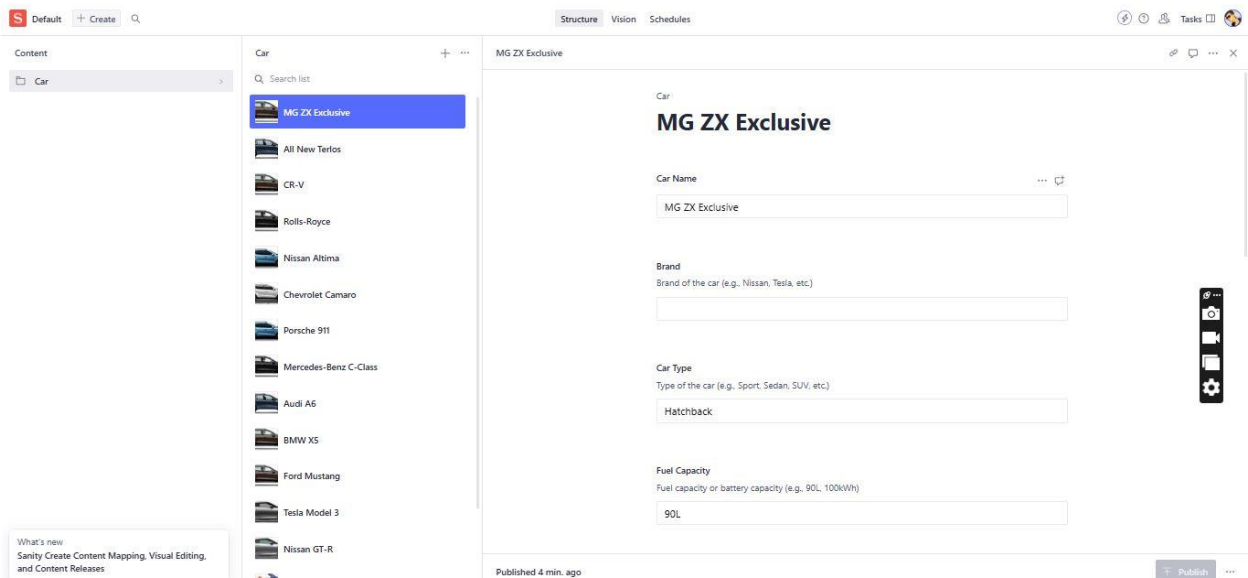 S Default + Create Structure Vision Schedules Tasks
Content
Car
What's new
Sanity Create Content Mapping, Visual Editing,
and Content Releases
Car
Search list
MG ZX Exclusive
All New Terlos
CR-V
Rolls-Royce
Nissan Altima
Chevrolet Camaro
Porsche 911
Mercedes-Benz C-Class
Audi A6
BMW X5
Ford Mustang
Tesla Model 3
Nissan GT-R
MG ZX Exclusive
Car
MG ZX Exclusive
Car Name
MG ZX Exclusive
Brand
Brand of the car (e.g., Nissan, Tesla, etc.)
Car Type
Type of the car (e.g., Sport, Sedan, SUV, etc.)
Hatchback
Fuel Capacity
Fuel capacity or battery capacity (e.g., 90L, 100kWh)
90L
Published 4 min. ago
Publish